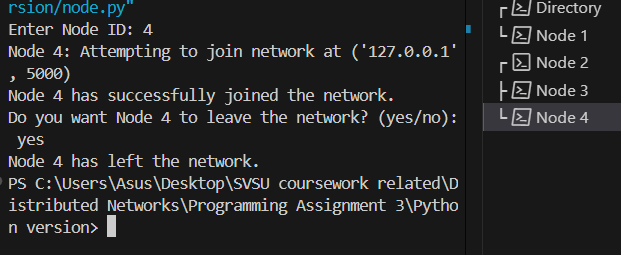 rsion/node.py"
Enter Node ID: 4
Node 4: Attempting to join network at ('127.0.0.1'
, 5000)
Node 4 has successfully joined the network.
Do you want Node 4 to leave the network? (yes/no):
yes
Node 4 has left the network.
PS C:\Users\Asus\Desktop\SVSU coursework related\D
istributed Networks\Programming Assignment 3\Pytho
n version>
Directory
Node 1
Node 2
Node 3
Node 4